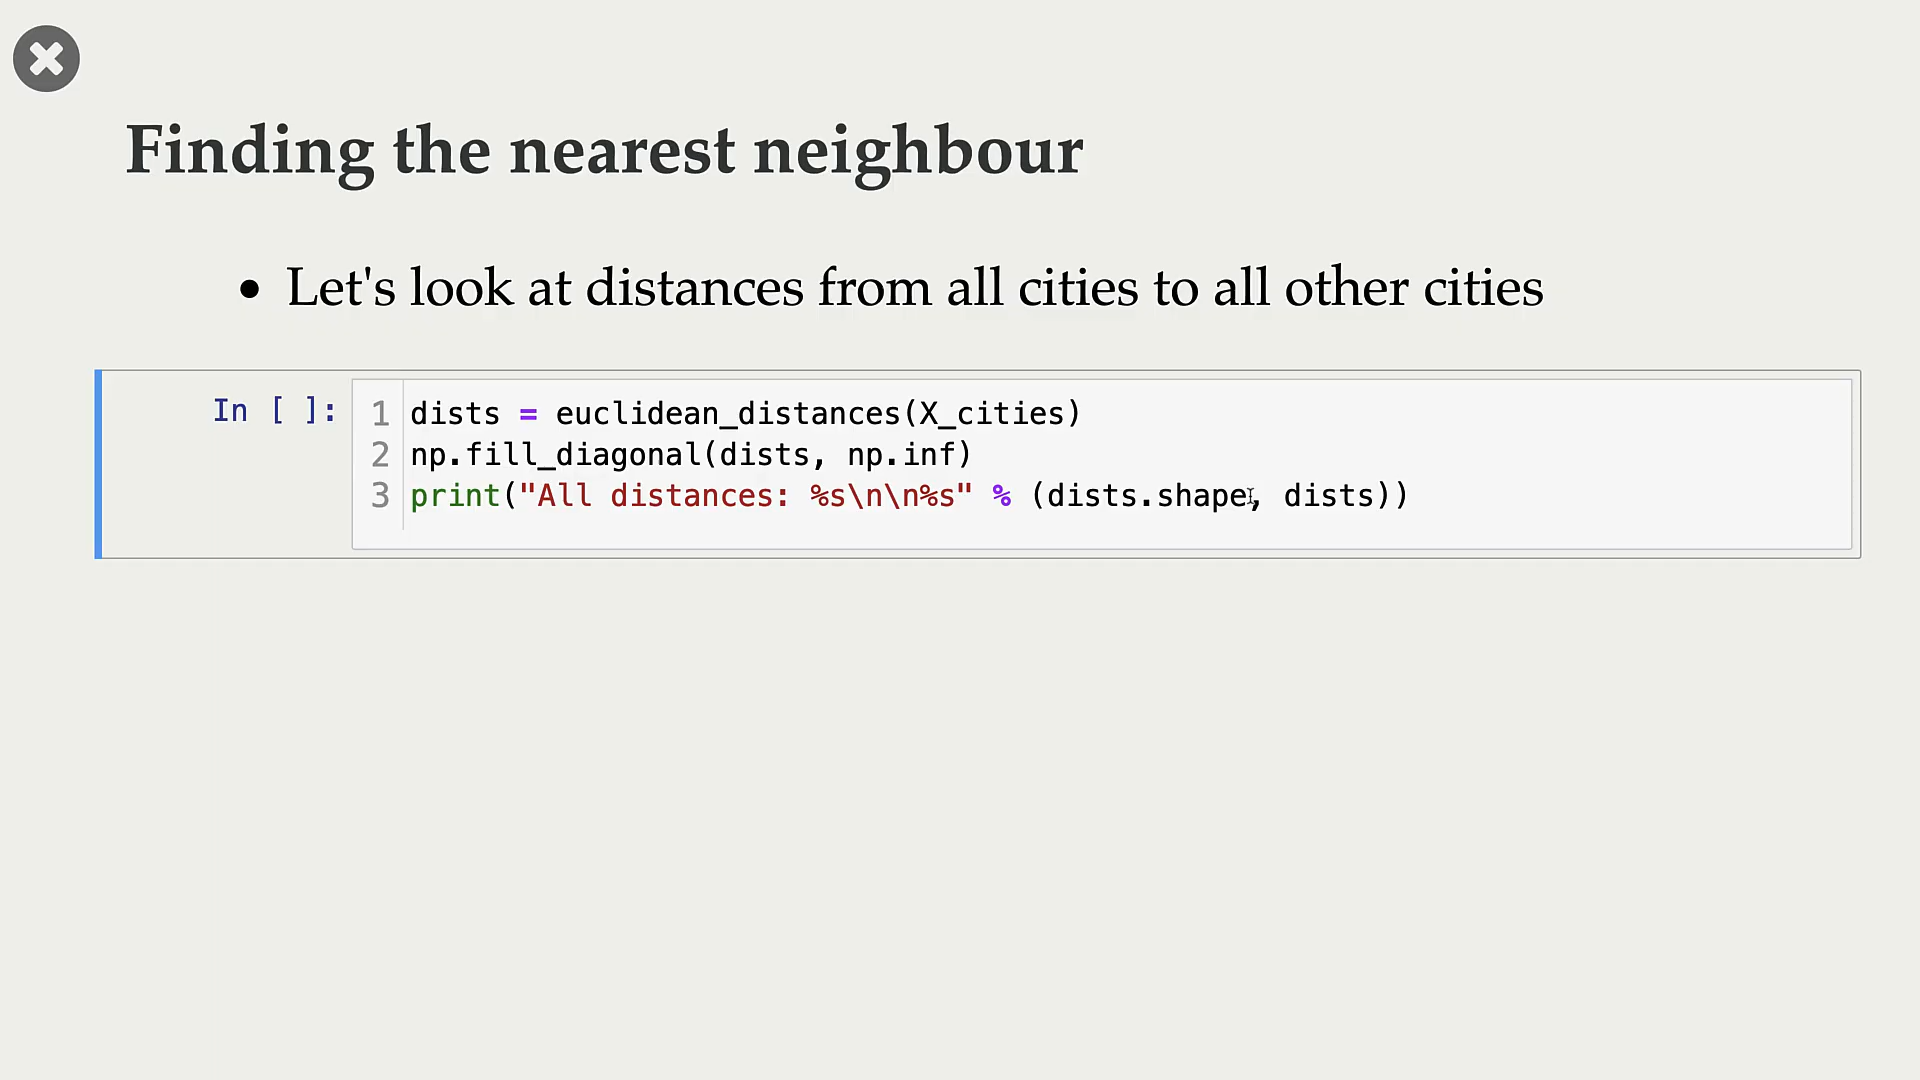 Finding the nearest neighbour
• Let's look at distances from all cities to all other cities
In [ ]:
1 dists = euclidean_distances(X_cities)
2 np.fill_diagonal(dists, np.inf)
3 print("All distances: %s\n\n%s" % (dists.shape, dists))